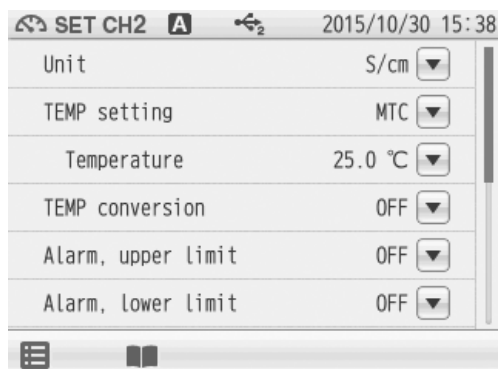 SET CH2 A 2 2015/10/30 15:38
Unit S/cm
TEMP setting MTC
Temperature 25.0 ℃
TEMP conversion OFF
Alarm, upper limit OFF
Alarm, lower limit OFF